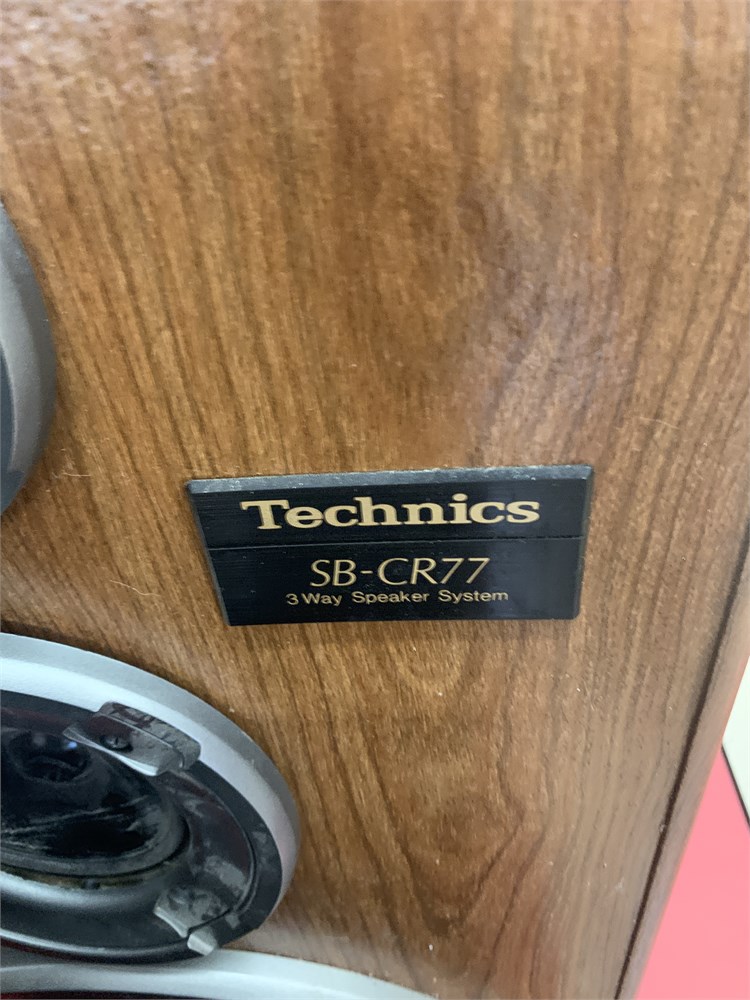 Technics
SB-CR77
3 Way Speaker System